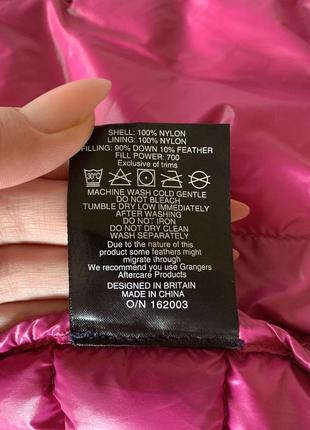 SHELL: 100% NYLON
LINING: 100% NYLON
FILLING: 90% DOWN 10% FEATHER
FILL POWER: 700
Exclusive of trims
30°C
MACHINE WASH COLD GENTLE
DO NOT BLEACH
TUMBLE DRY LOW IMMEDIATELY
AFTER WASHING
DO NOT IRON
DO NOT DRY CLEAN
WASH SEPARATELY
Due to the nature of this
product some feathers might
migrate through
We recommend you use Grangers
Aftercare Products
DESIGNED IN BRITAIN
MADE IN CHINA
O/N 162003